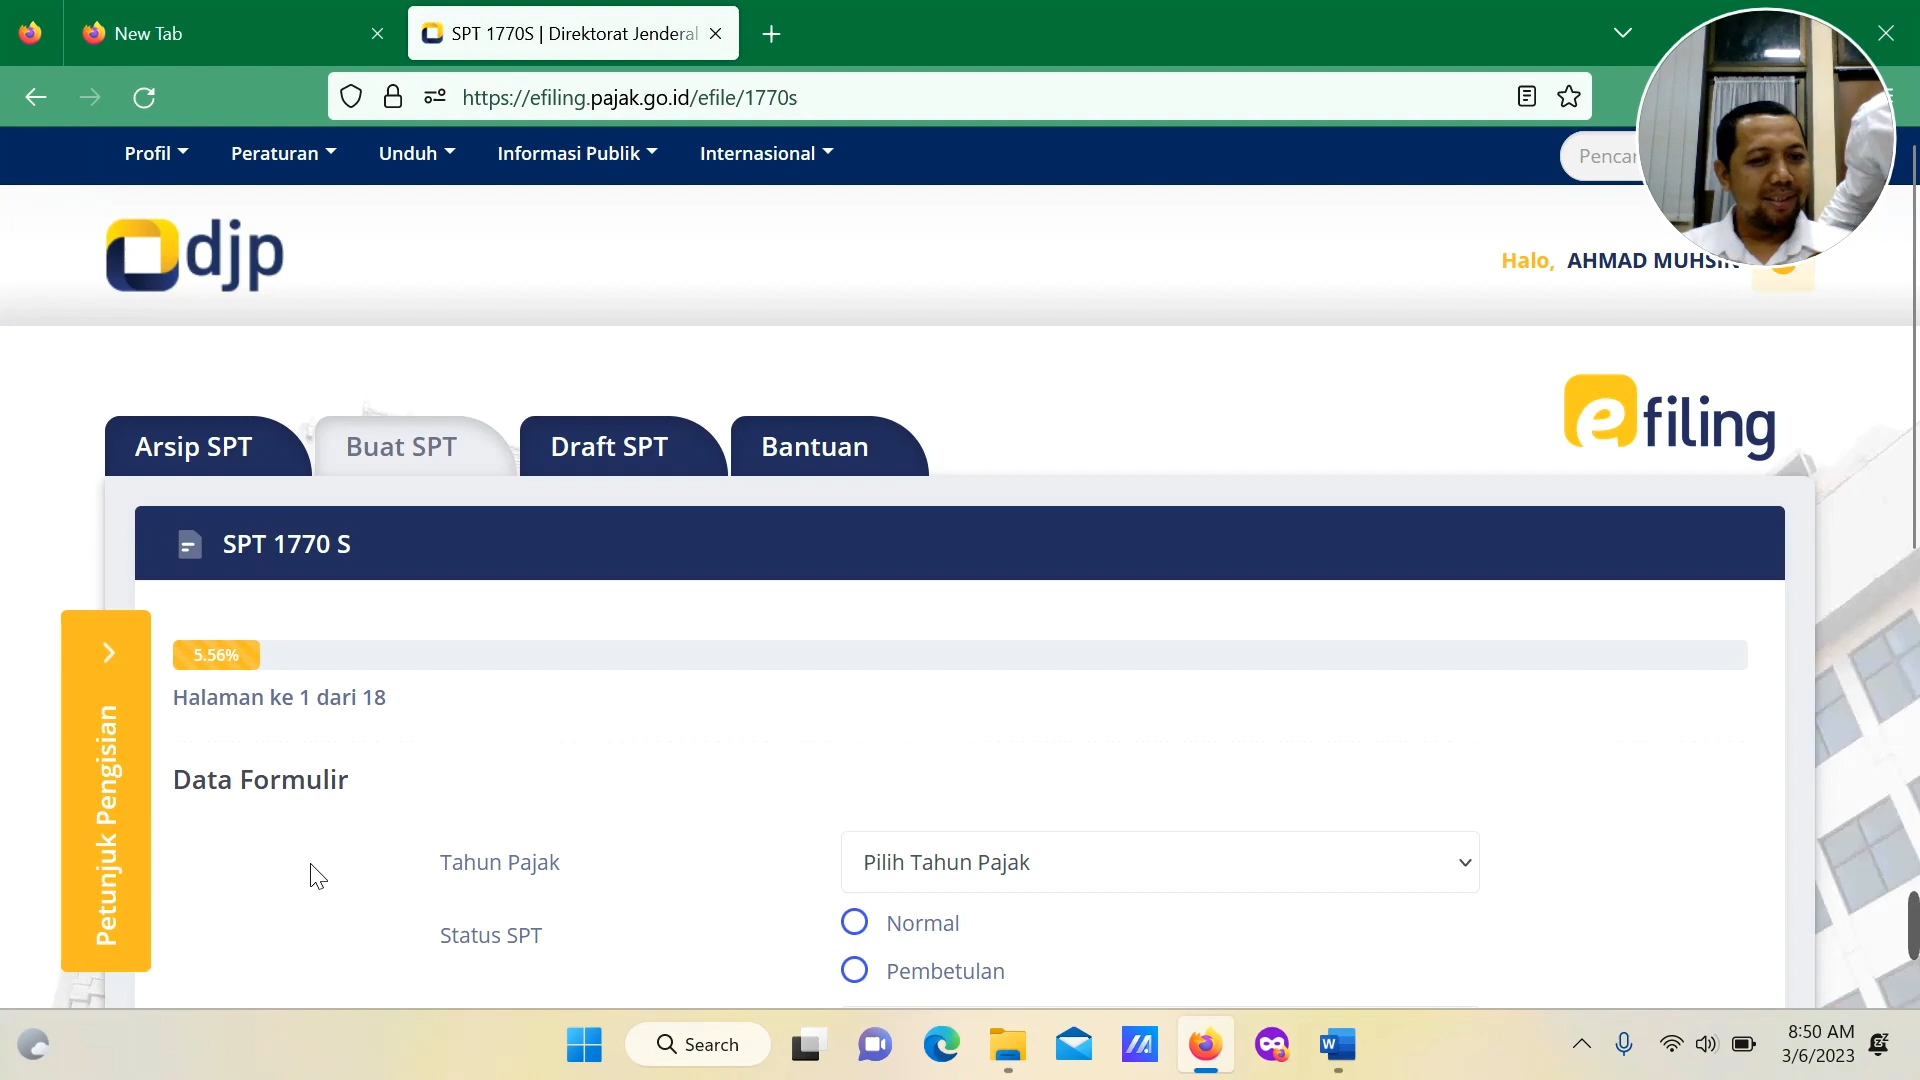 New Tab
SPT 1770S | Direktorat Jenderal
https://efiling.pajak.go.id/efile/1770s
Profil Peraturan Unduh Informasi Publik Internasional
djp
Halo, AHMAD MUHSIN
efiling
Arsip SPT Buat SPT Draft SPT Bantuan
SPT 1770 S
5.56%
Halaman ke 1 dari 18
Petunjuk Pengisian
Data Formulir
Tahun Pajak Pilih Tahun Pajak
Status SPT
Normal
Pembetulan
Search
8:50 AM
3/6/2023